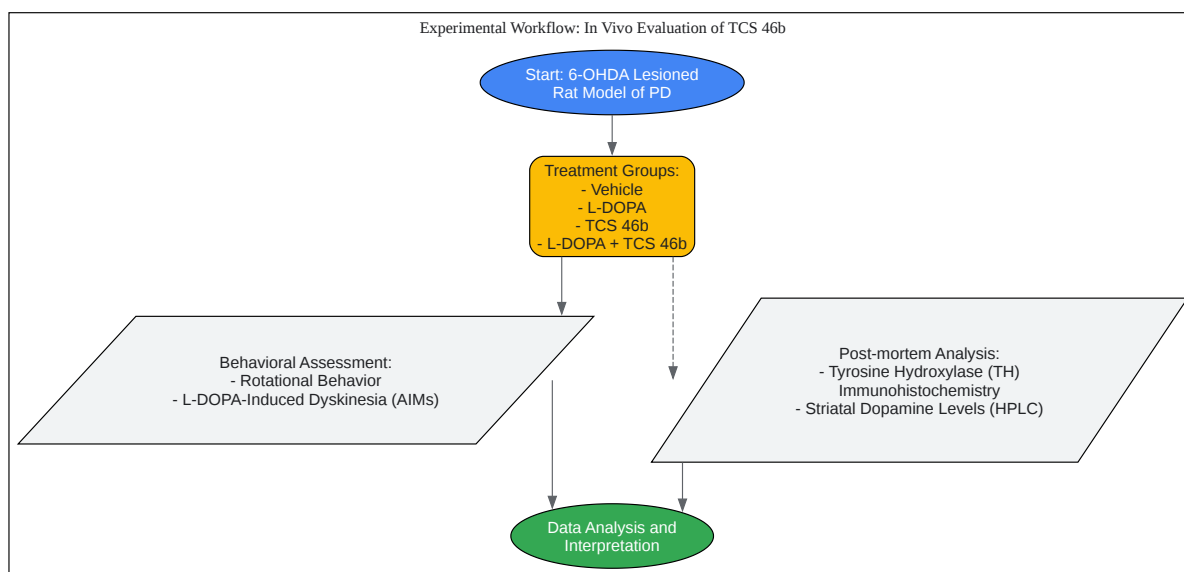 Experimental Workflow: In Vivo Evaluation of TCS 46b
Start: 6-OHDA Lesioned
Rat Model of PD
Treatment Groups:
- Vehicle
- L-DOPA
- TCS 46b
- L-DOPA + TCS 46b
Behavioral Assessment:
- Rotational Behavior
- L-DOPA-Induced Dyskinesia (AIMs)
Post-mortem Analysis:
- Tyrosine Hydroxylase (TH)
Immunohistochemistry
- Striatal Dopamine Levels (HPLC)
Data Analysis and
Interpretation